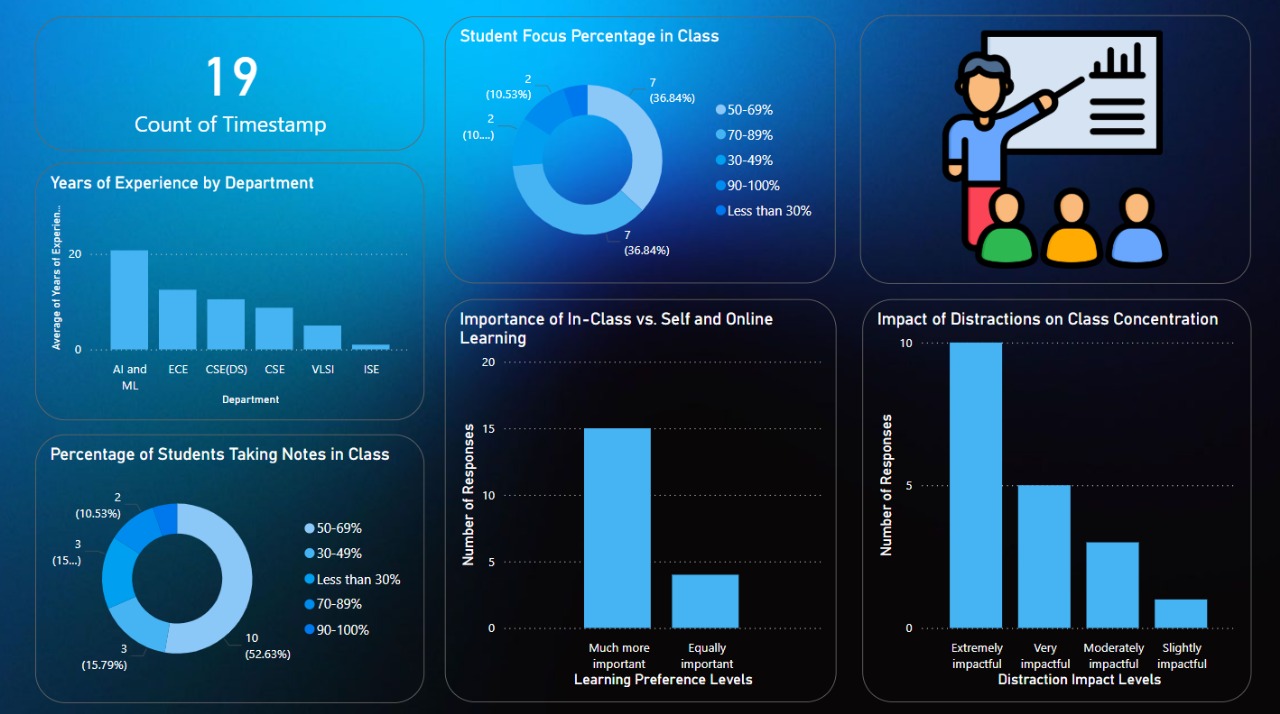 19
Count of Timestamp
Years of Experience by Department
Average of Years of Experien...
20
0
AI and
ML
ECE
CSE(DS)
CSE
VLSI
ISE
Department
Percentage of Students Taking Notes in Class
2
(10.53%)
3
(15...)
3
(15.79%)
10
(52.63%)
50-69%
30-49%
Less than 30%
70-89%
90-100%
Student Focus Percentage in Class
2
(10.53%)
2
(10....)
7
(36.84%)
7
(36.84%)
50-69%
70-89%
30-49%
90-100%
Less than 30%
Importance of In-Class vs. Self and Online
Learning
Number of Responses
20
15
10
5
0
Much more
important
Equally
important
Learning Preference Levels
Impact of Distractions on Class Concentration
Number of Responses
10
5
0
Extremely
impactful
Very
impactful
Moderately
impactful
Slightly
impactful
Distraction Impact Levels